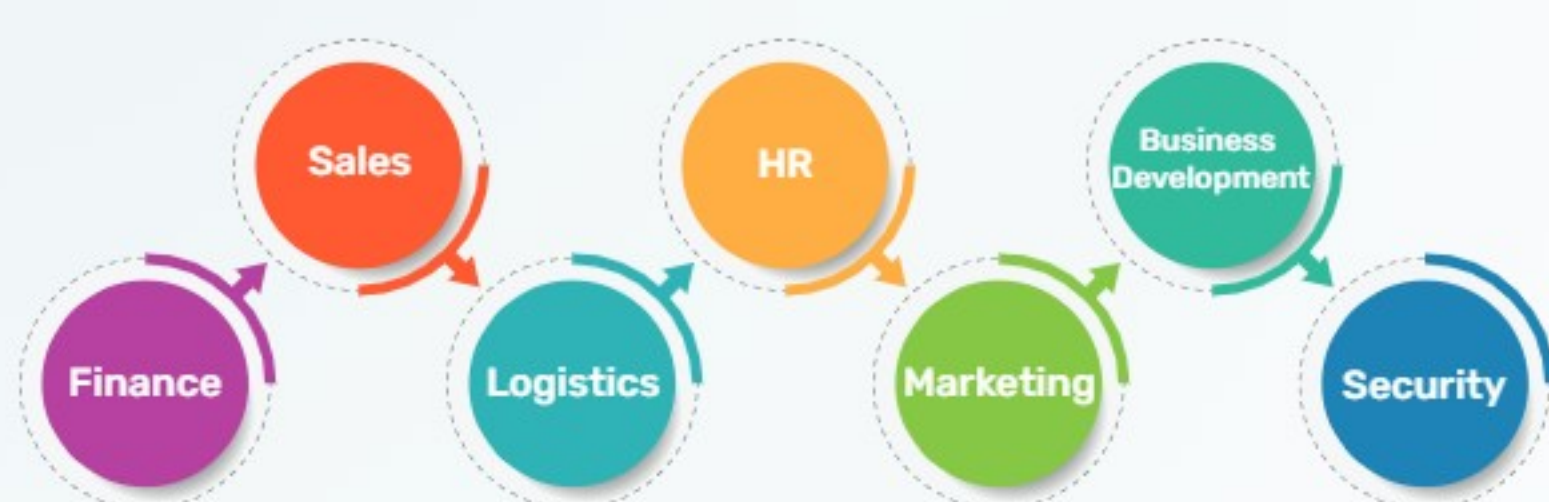 Finance
Sales
Logistics
HR
Marketing
Business
Development
Security